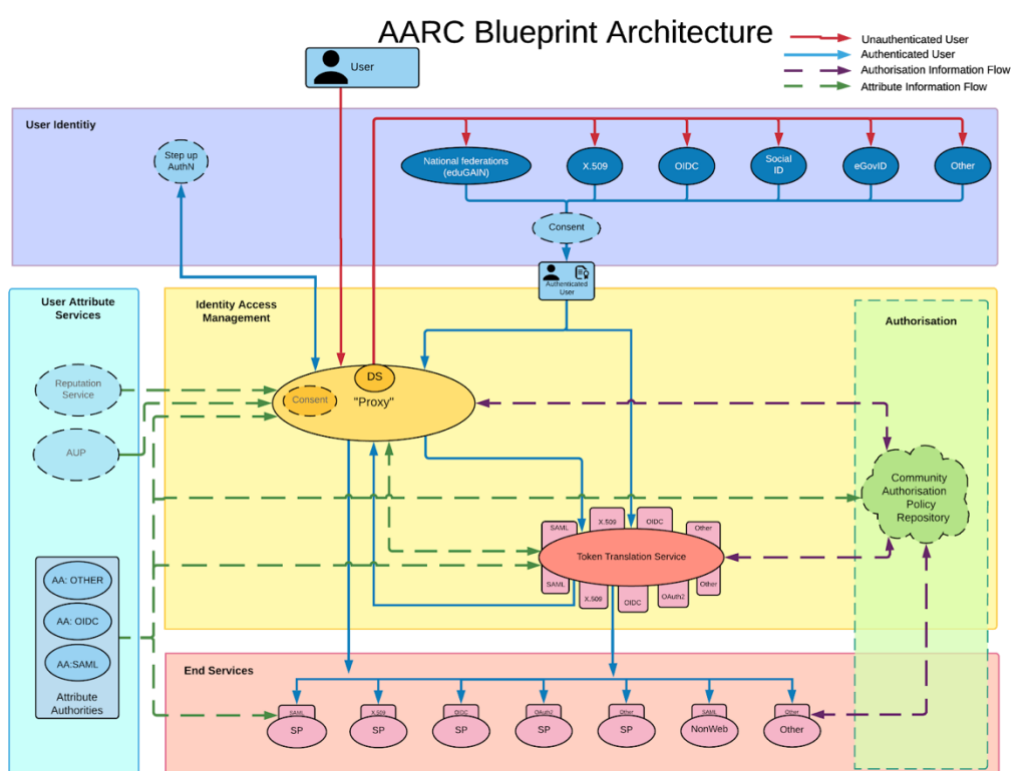 AARC Blueprint Architecture
Unauthenticated User
Authenticated User
Authorisation Information Flow
Attribute Information Flow
User
User Identitiy
Step up
AuthN
National federations
(eduGAIN)
X.509
OIDC
Social
ID
eGovID
Other
Consent
Authenticated
User
User Attribute
Services
Identity Access
Management
Authorisation
Reputation
Service
AUP
DS
Consent
"Proxy"
Community
Authorisation
Policy
Repository
SAML
X.509
OIDC
Other
Token Translation Service
SAML
X.509
OIDC
OAuth2
Other
AA: OTHER
AA: OIDC
AA:SAML
Attribute
Authorities
End Services
SAML
SP
X.509
SP
OIDC
SP
OAuth2
SP
Other
SP
SAML
NonWeb
Other
Other